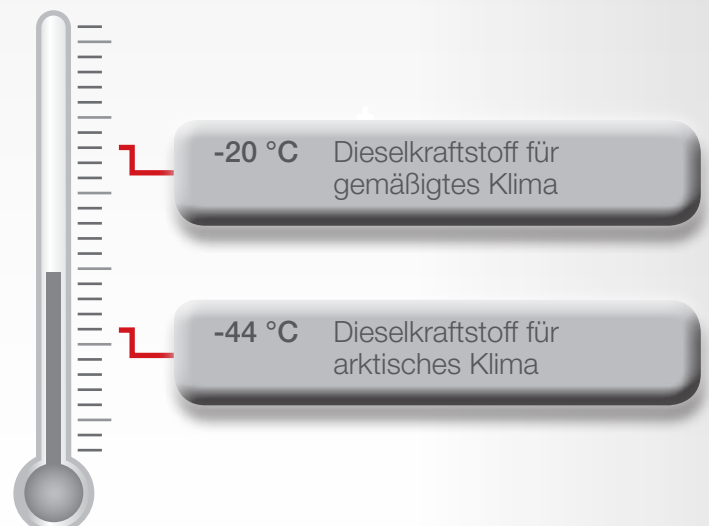 -20 °C Dieselkraftstoff für
gemäßigtes Klima
-44 °C Dieselkraftstoff für
arktisches Klima